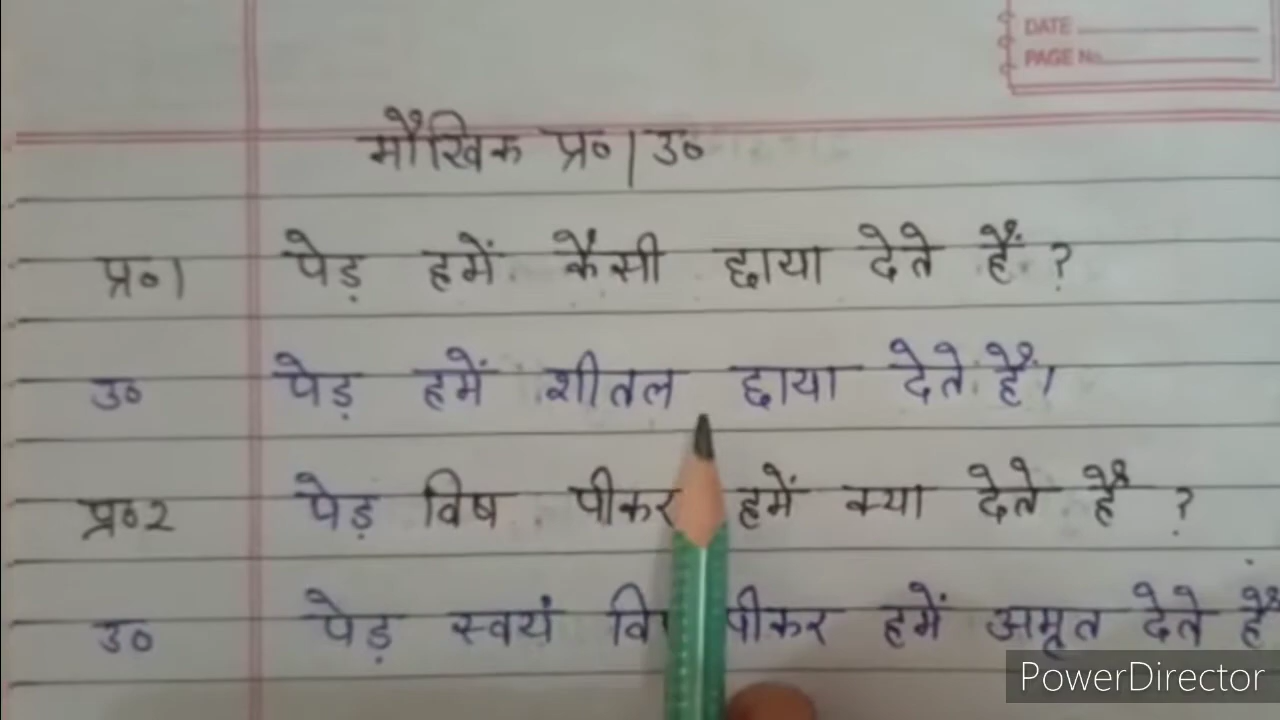 DATE
PAGE No.
मौखिक प्र०/उ०
प्र०1 पेड़ हमें कैसी छाया देते हैं ?
उ० पेड़ हमें शीतल छाया देते हैं।
प्र०2 पेड़ विष पीकर हमें क्या देते हैं ?
उ० पेड़ स्वयं पीकर हमें अमृत देते हैं
PowerDirector